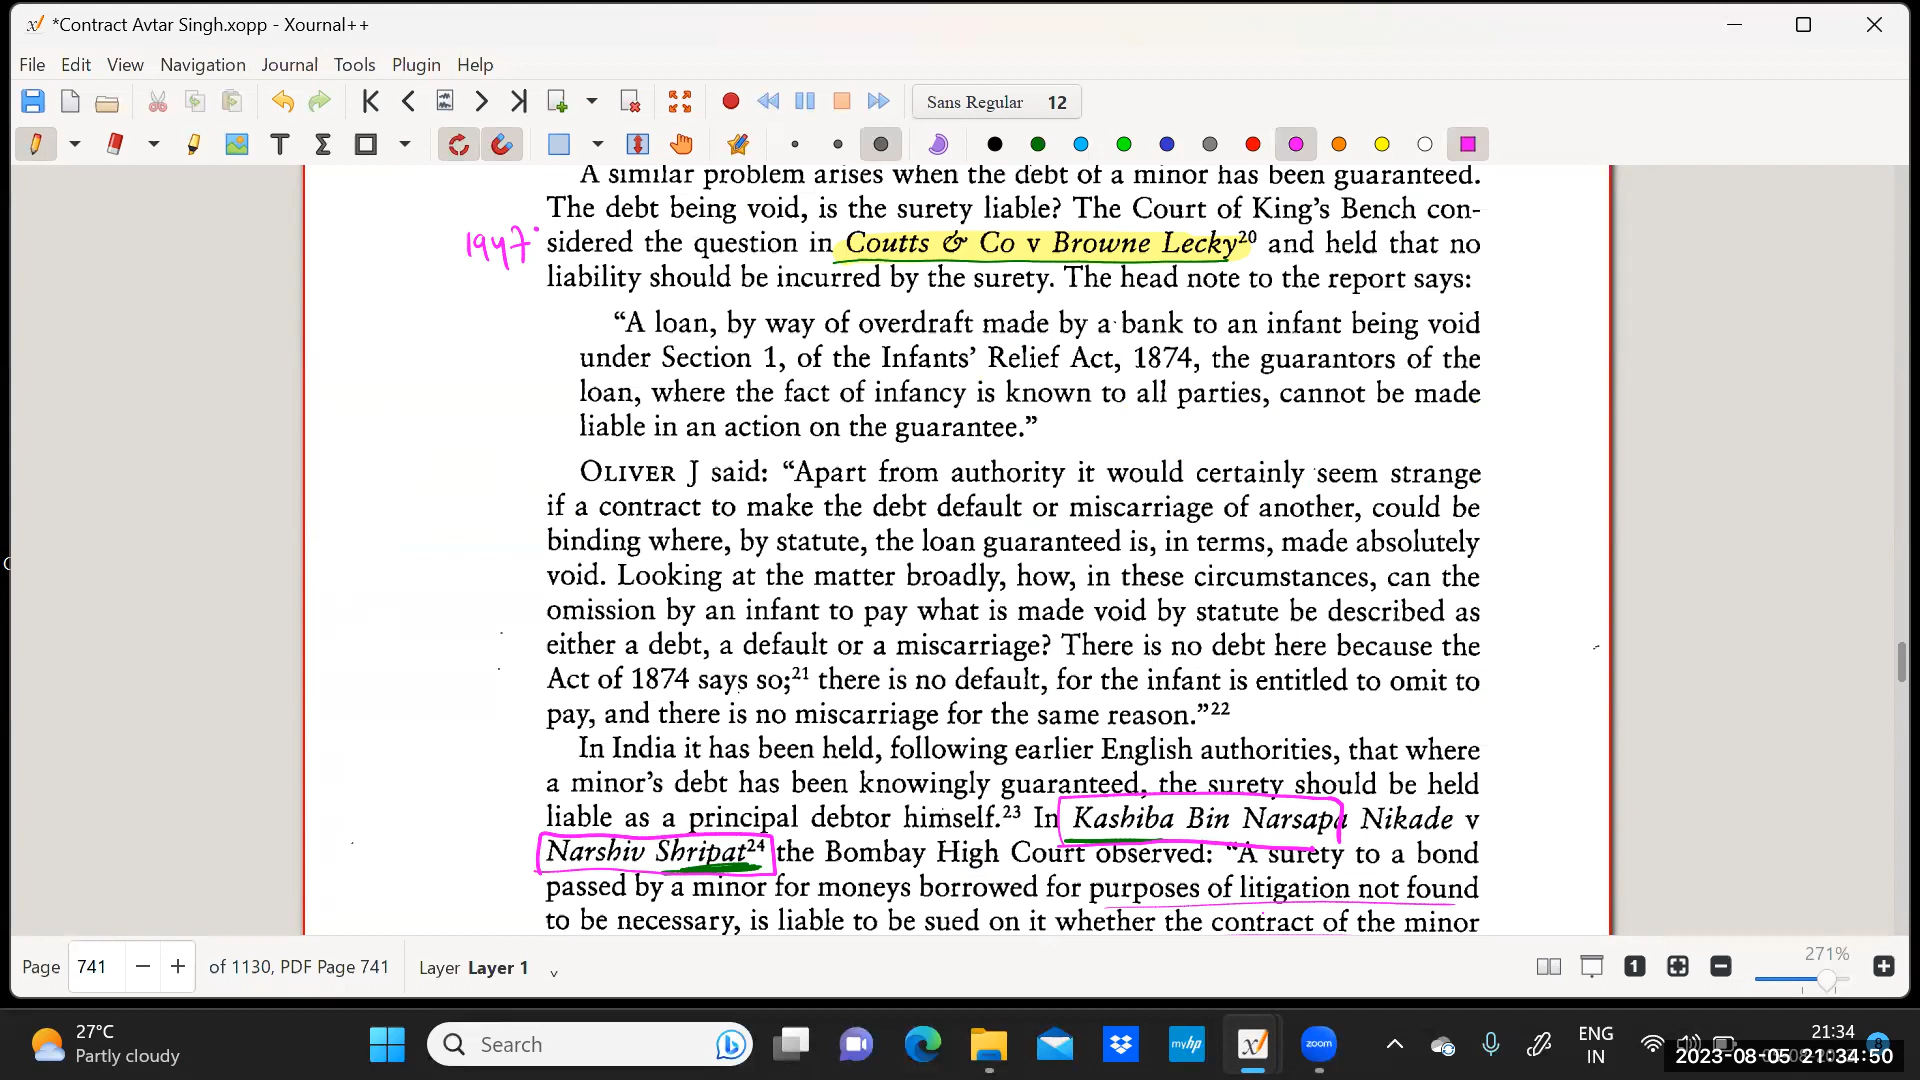 *Contract Avtar Singh.xopp - Xournal++
File Edit View Navigation Journal Tools Plugin Help
Sans Regular 12
A similar problem arises when the debt of a minor has been guaranteed.
The debt being void, is the surety liable? The Court of King's Bench con-
1947 sidered the question in Coutts & Co v Browne Lecky20 and held that no
liability should be incurred by the surety. The head note to the report says:
“A loan, by way of overdraft made by a bank to an infant being void
under Section 1, of the Infants' Relief Act, 1874, the guarantors of the
loan, where the fact of infancy is known to all parties, cannot be made
liable in an action on the guarantee.”
OLIVER J said: “Apart from authority it would certainly seem strange
if a contract to make the debt default or miscarriage of another, could be
binding where, by statute, the loan guaranteed is, in terms, made absolutely
void. Looking at the matter broadly, how, in these circumstances, can the
omission by an infant to pay what is made void by statute be described as
either a debt, a default or a miscarriage? There is no debt here because the
Act of 1874 says so;21 there is no default, for the infant is entitled to omit to
pay, and there is no miscarriage for the same reason.”22
In India it has been held, following earlier English authorities, that where
a minor's debt has been knowingly guaranteed, the surety should be held
liable as a principal debtor himself.23 In Kashiba Bin Narsapa Nikade v
Narshiv Shripat24 the Bombay High Court observed: “A surety to a bond
passed by a minor for moneys borrowed for purposes of litigation not found
to be necessary, is liable to be sued on it whether the contract of the minor
Page 741 of 1130, PDF Page 741 Layer Layer 1 271%
27°C
Partly cloudy
Search
myhp
zoom
ENG
IN
21:34
2023-08-05 21:34:50